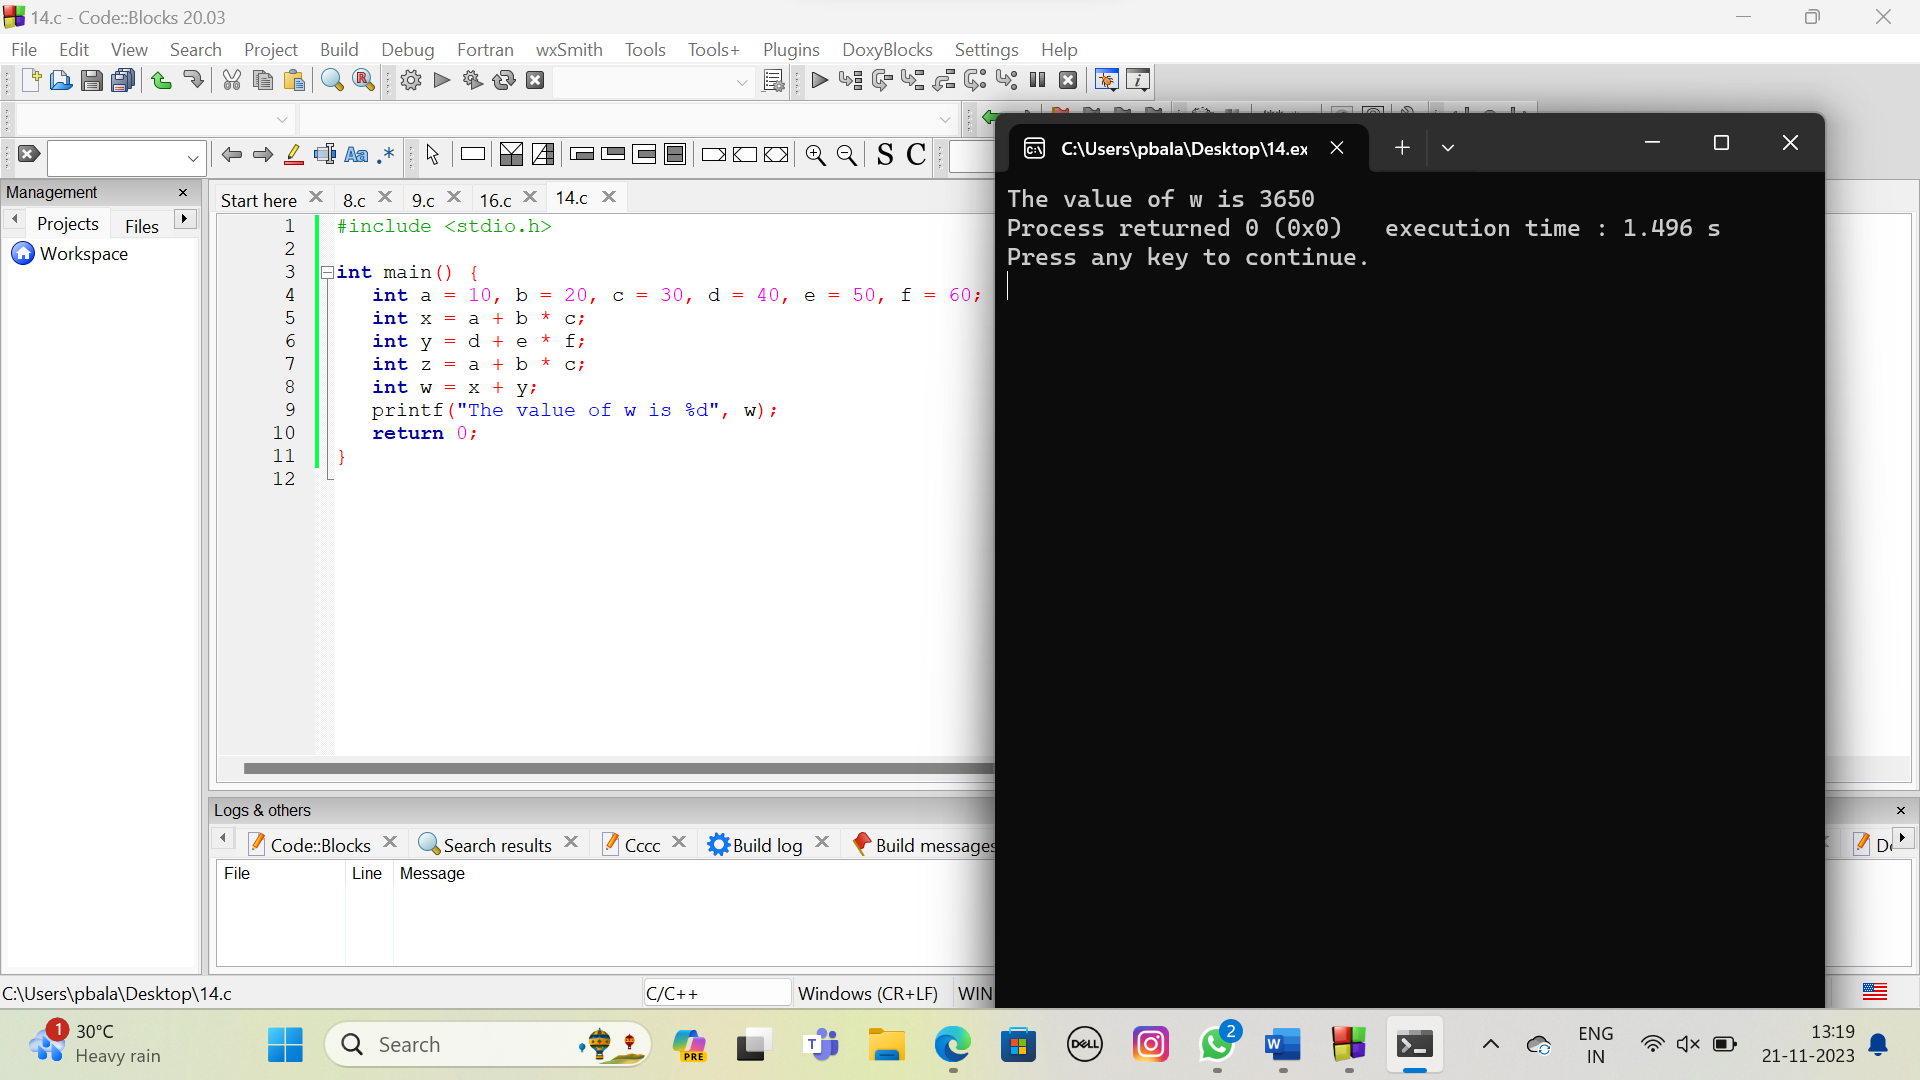 14.c - Code::Blocks 20.03
File Edit View Search Project Build Debug Fortran wxSmith Tools Tools+ Plugins DoxyBlocks Settings Help
C:\Users\pbala\Desktop\14.ex
Management
Projects Files
Workspace
Start here 8.c 9.c 16.c 14.c
1 #include <stdio.h>
2
3 int main() {
4 int a = 10, b = 20, c = 30, d = 40, e = 50, f = 60;
5 int x = a + b * c;
6 int y = d + e * f;
7 int z = a + b * c;
8 int w = x + y;
9 printf("The value of w is %d", w);
10 return 0;
11 }
12
The value of w is 3650
Process returned 0 (0x0) execution time : 1.496 s
Press any key to continue.
Logs & others
Code::Blocks Search results Cccc Build log Build messages
File Line Message
C:\Users\pbala\Desktop\14.c C/C++ Windows (CR+LF) WIN
1 30°C
Heavy rain
Search
PRE
T
DELL
2
W
ENG
IN
13:19
21-11-2023